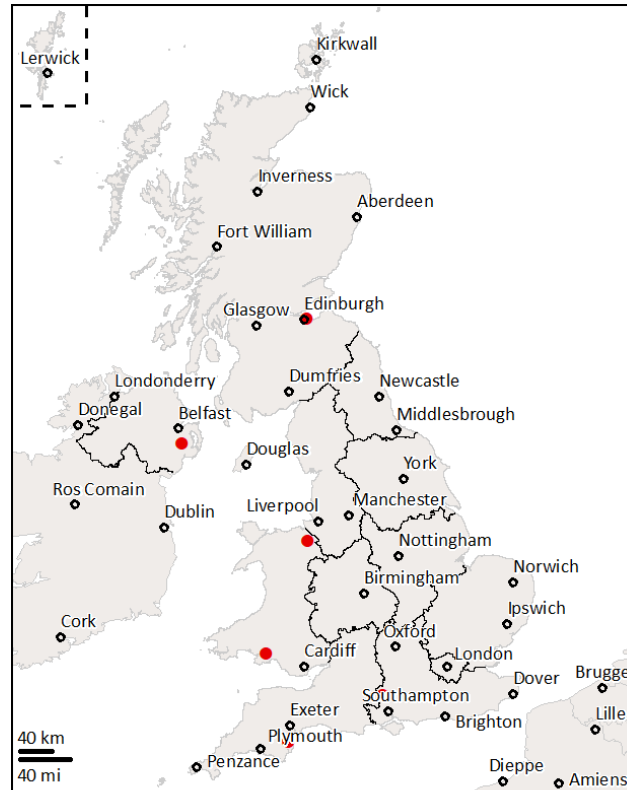 Kirkwall
Lerwick
Wick
Inverness
Aberdeen
Fort William
Glasgow
Edinburgh
Londonderry
Dumfries
Newcastle
Donegal
Belfast
Middlesbrough
Douglas
York
Ros Comain
Liverpool
Manchester
Dublin
Nottingham
Norwich
Birmingham
Ipswich
Cork
Oxford
Cardiff
London
Brugge
Dover
Southampton
Exeter
Brighton
Lille
Plymouth
40 km
Penzance
Dieppe
40 mi
Amiens